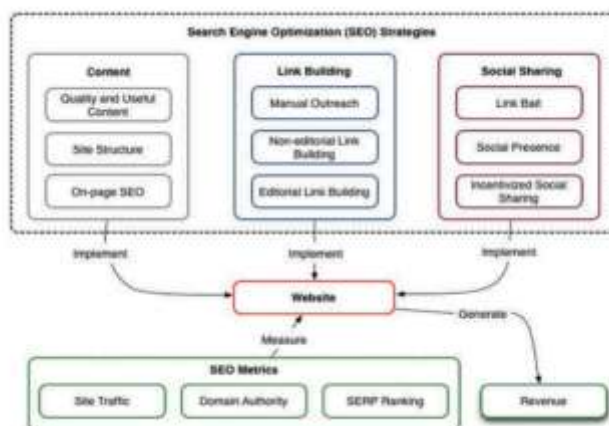 Search Engine Optimization (SEO) Strategies
Content
Quality and Useful
Content
Site Structure
On-page SEO
Link Building
Manual Outreach
Non-editorial Link
Building
Editorial Link Building
Social Sharing
Link Bait
Social Presence
Incentivized Social
Sharing
Implement
Implement
Implement
Website
Measure
Generate
SEO Metrics
Site Traffic
Domain Authority
SERP Ranking
Revenue